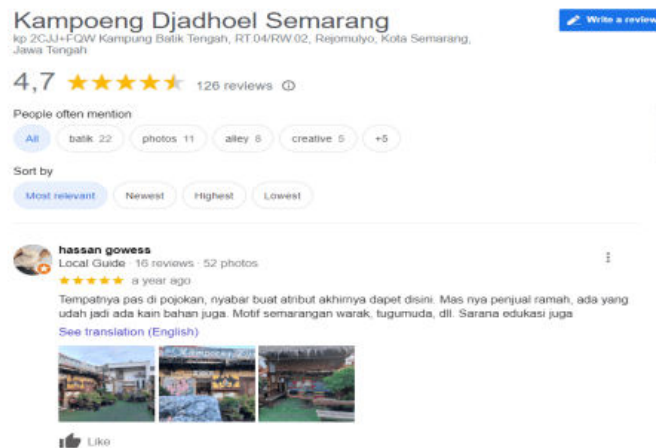 Kampoeng Djadhoel Semarang
Write a review
kp 2CJJ+FQW Kampung Batik Tengah, RT.04/RW.02, Rejomulyo, Kota Semarang,
Jawa Tengah
4,7 126 reviews
People often mention
All batik 22 photos 11 alley 8 creative 5 +5
Sort by
Most relevant Newest Highest Lowest
hassan gowess
Local Guide · 16 reviews · 52 photos
a year ago
Tempatnya pas di pojokan, nyabar buat atribut akhirnya dapet disini. Mas nya penjual ramah, ada yang
udah jadi ada kain bahan juga. Motif semarangan warak, tugumuda, dll. Sarana edukasi juga
See translation (English)
Like